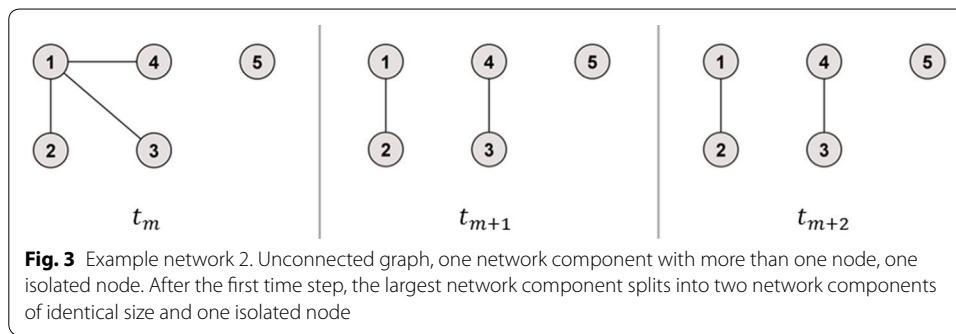 1 4 5 1 4 5 1 4 5
2 3 2 3 2 3
t_m t_{m+1} t_{m+2}
Fig. 3 Example network 2. Unconnected graph, one network component with more than one node, one
isolated node. After the first time step, the largest network component splits into two network components
of identical size and one isolated node